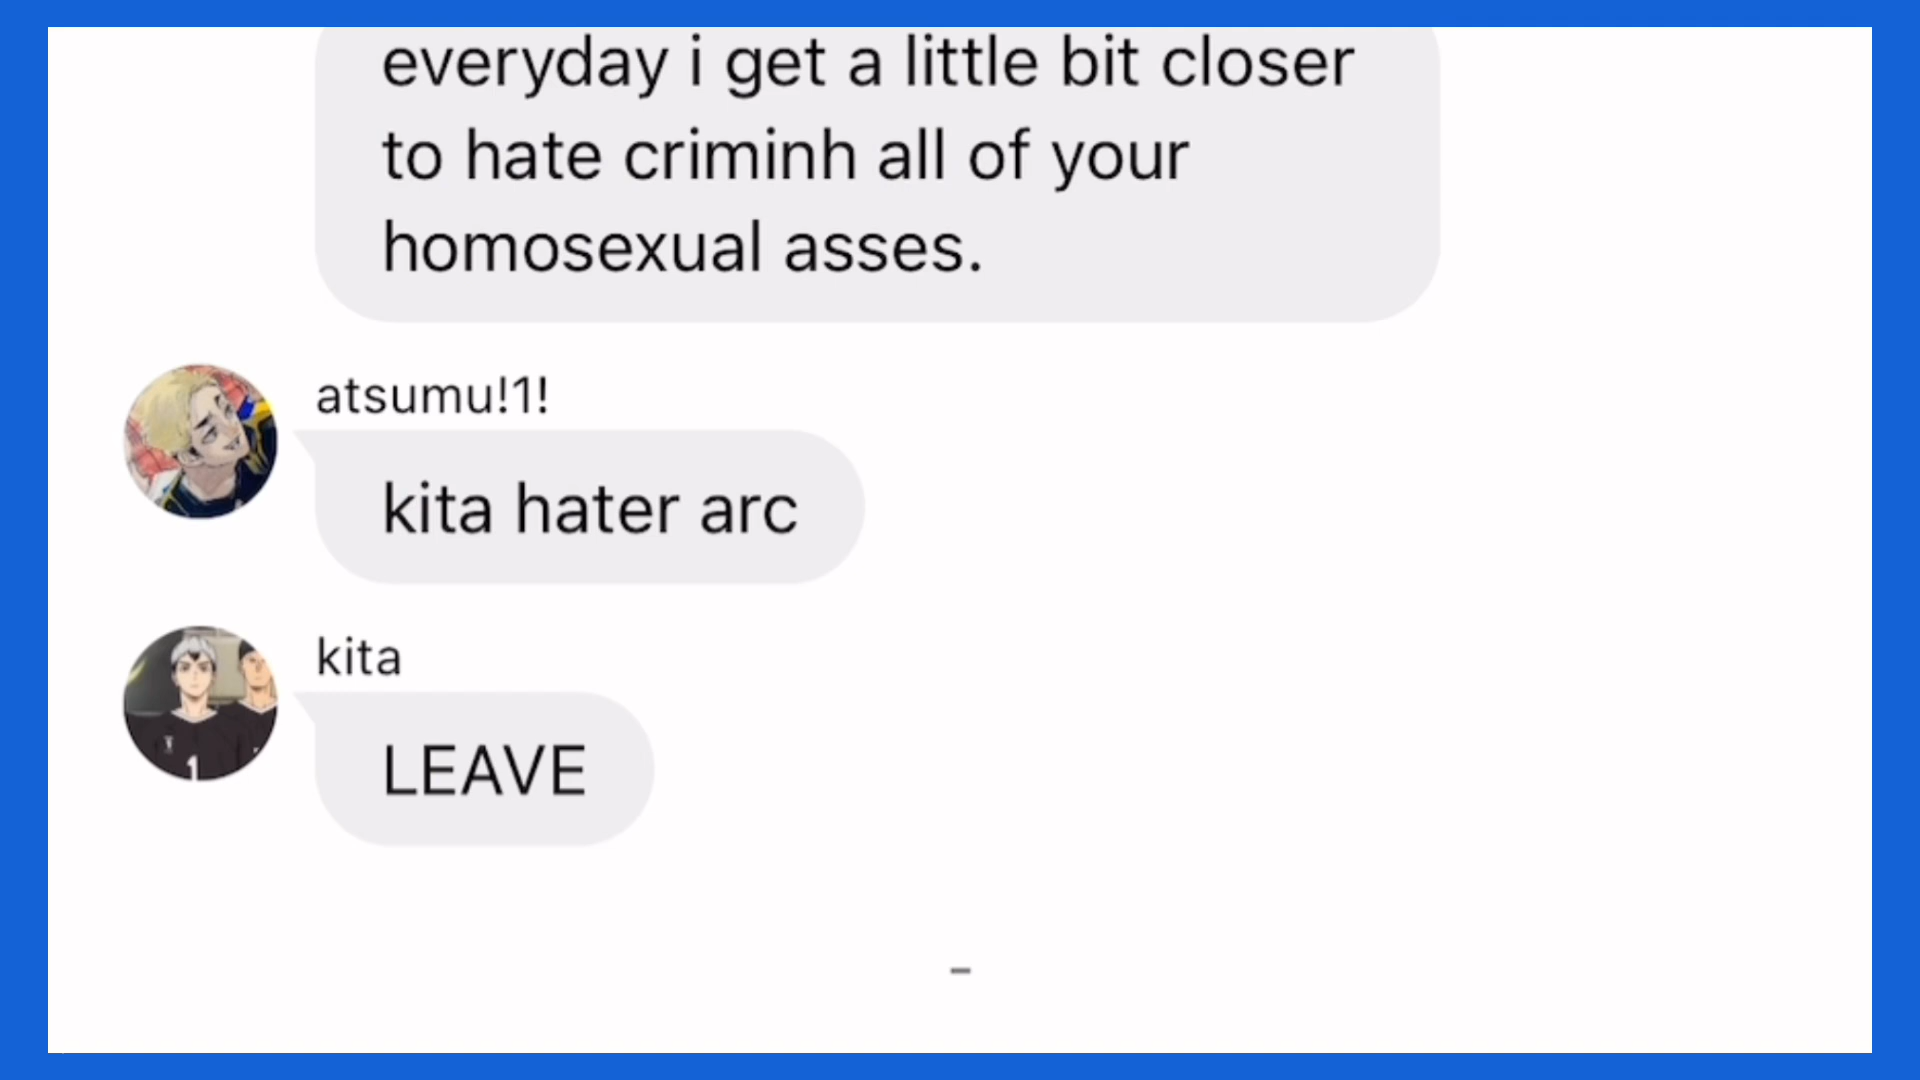 everyday i get a little bit closer
to hate criminh all of your
homosexual asses.
atsumu!1!
kita hater arc
kita
LEAVE
-